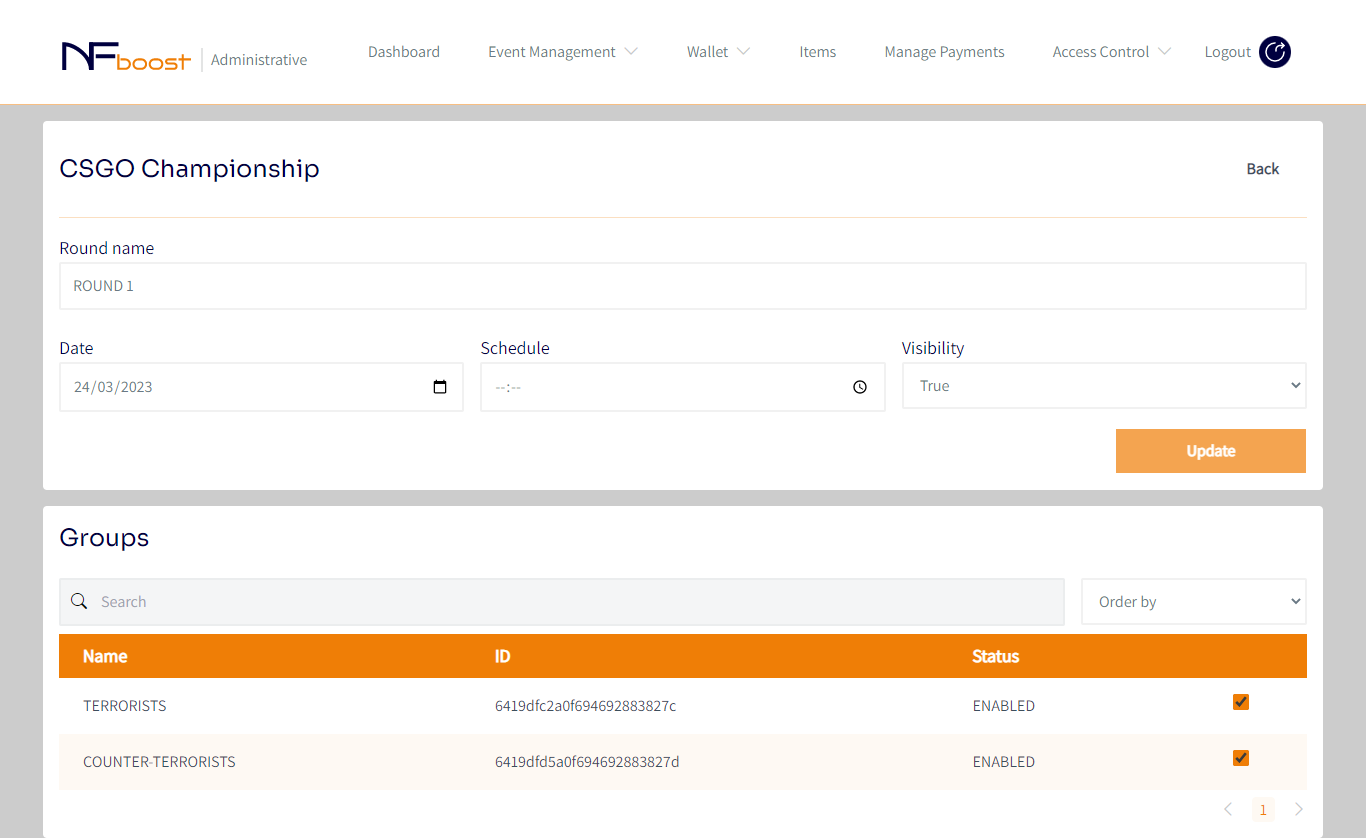 NFboost Administrative Dashboard Event Management Wallet Items Manage Payments Access Control Logout
CSGO Championship Back
Round name
ROUND 1
Date Schedule Visibility
24/03/2023 --:-- True
Update
Groups
Search Order by
Name ID Status
TERRORISTS 6419dfc2a0f694692883827c ENABLED
COUNTER-TERRORISTS 6419dfd5a0f694692883827d ENABLED
1